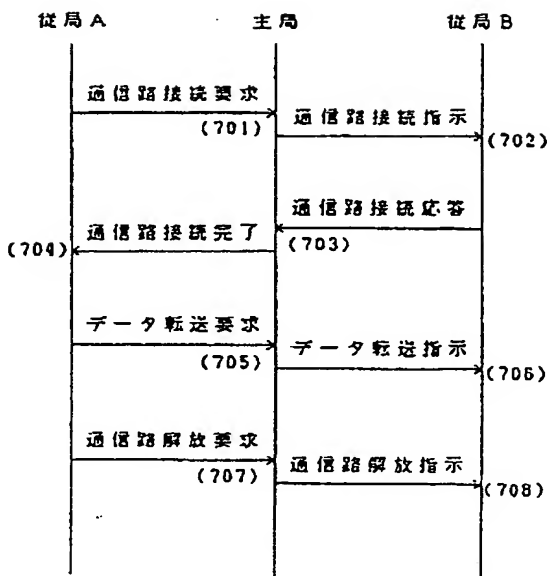 従局A 主局 従局B
通信路接続要求
(701)
通信路接続指示
(702)
通信路接続応答
(703)
通信路接続完了
(704)
データ転送要求
(705)
データ転送指示
(706)
通信路解放要求
(707)
通信路解放指示
(708)